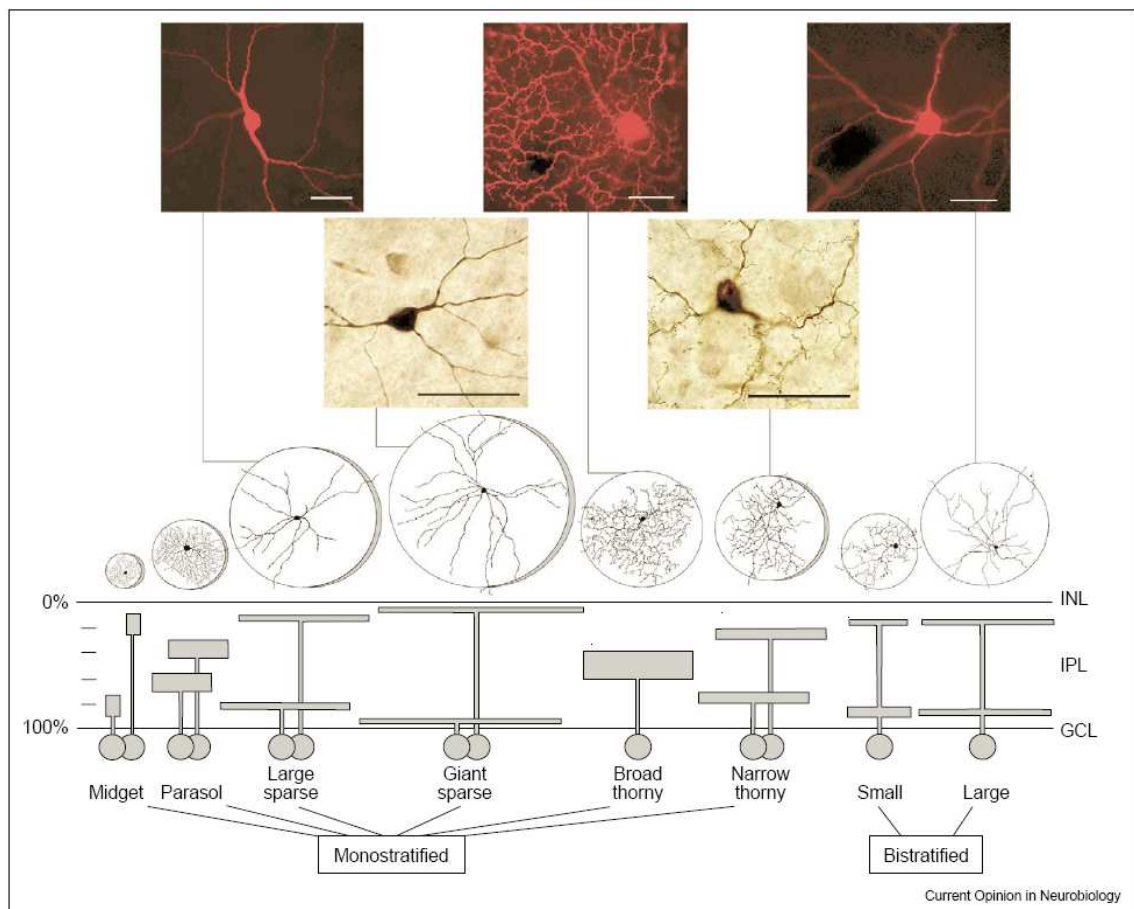 0%
INL
IPL
100%
GCL
Midget
Parasol
Large
sparse
Giant
sparse
Broad
thorny
Narrow
thorny
Small
Large
Monostratified
Bistratified
Current Opinion in Neurobiology